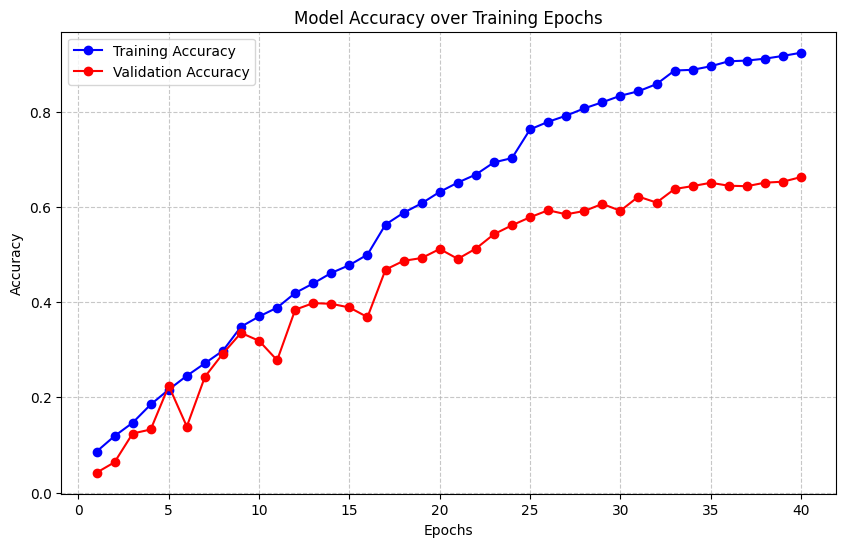 Model Accuracy over Training Epochs
Training Accuracy
Validation Accuracy
Accuracy
0.8
0.6
0.4
0.2
0.0
0 5 10 15 20 25 30 35 40
Epochs